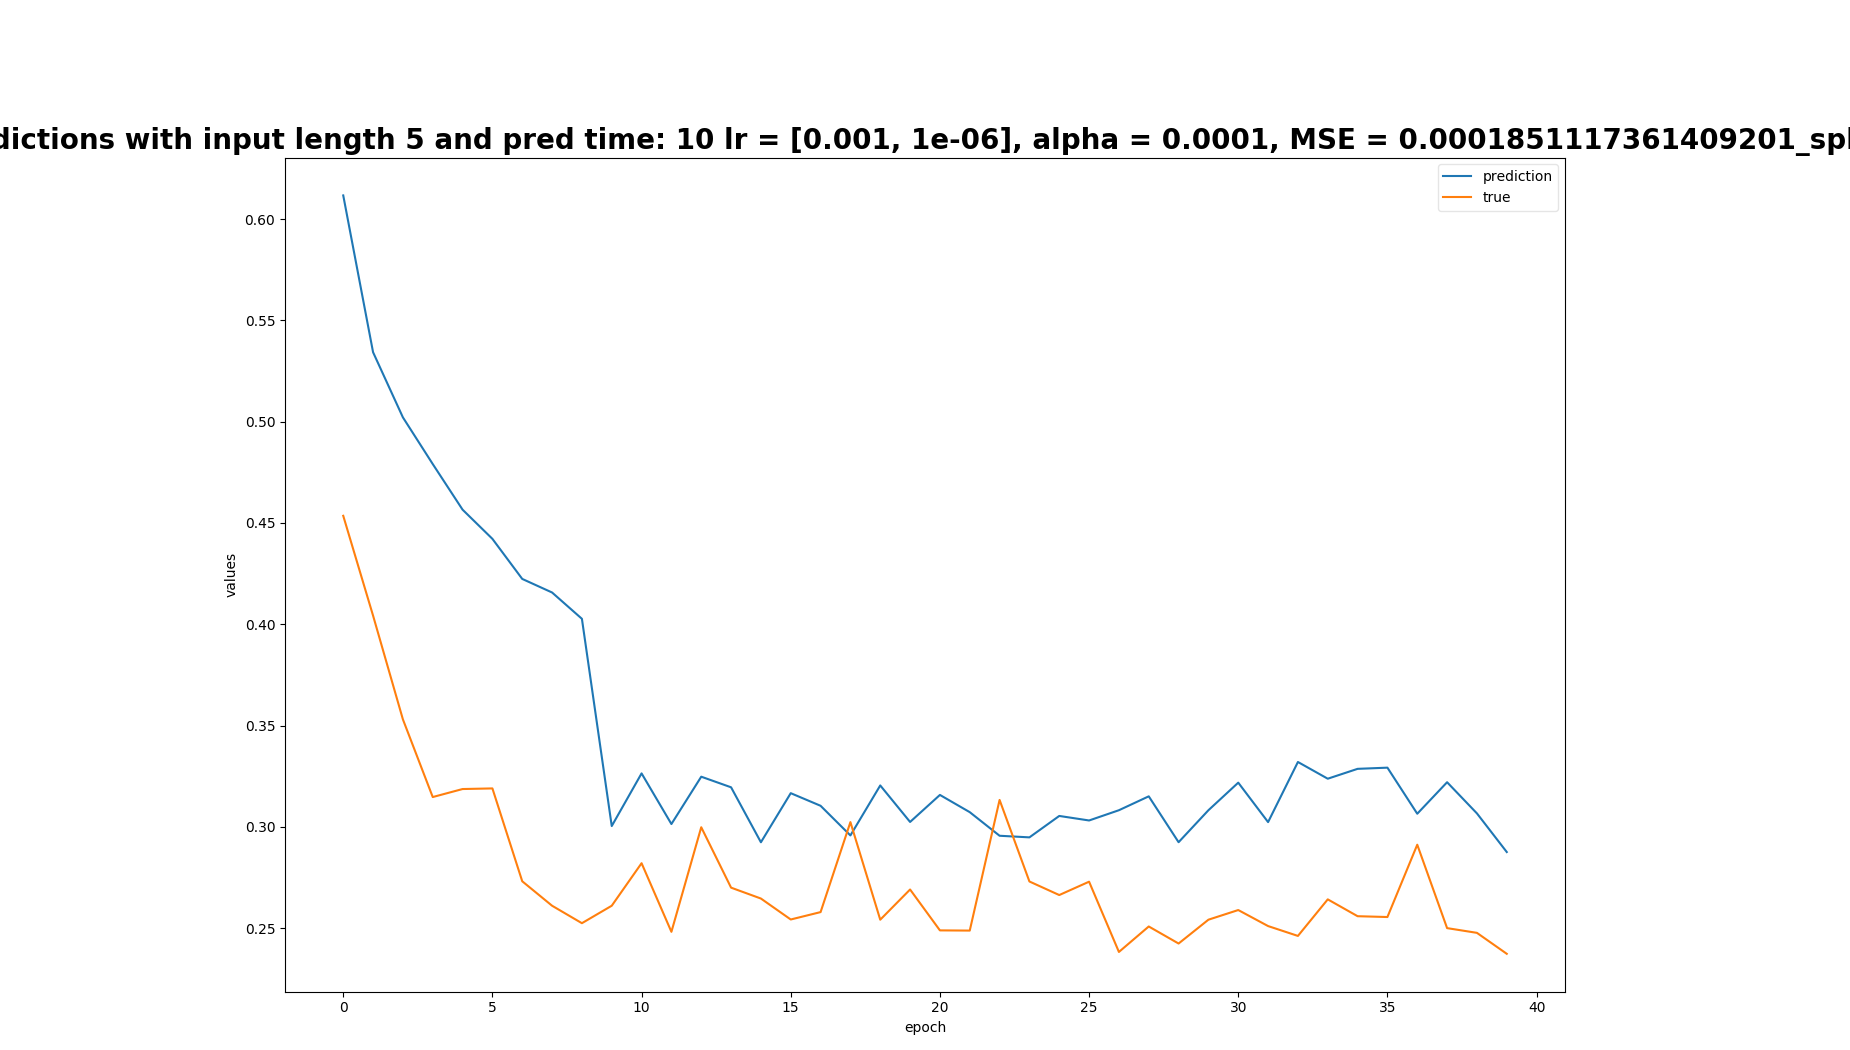 dictions with input length 5 and pred time: 10 lr = [0.001, 1e-06], alpha = 0.0001, MSE = 0.0001851117361409201_spl
prediction
true
0.60
0.55
0.50
0.45
0.40
0.35
0.30
0.25
values
0 5 10 15 20 25 30 35 40
epoch